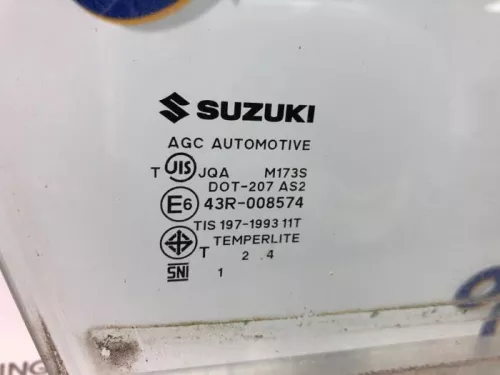 SUZUKI
AGC AUTOMOTIVE
T JIS JQA M173S
DOT-207 AS2
E6 43R-008574
TIS 197-1993 11T
T TEMPERLITE
2 4
SNI 1